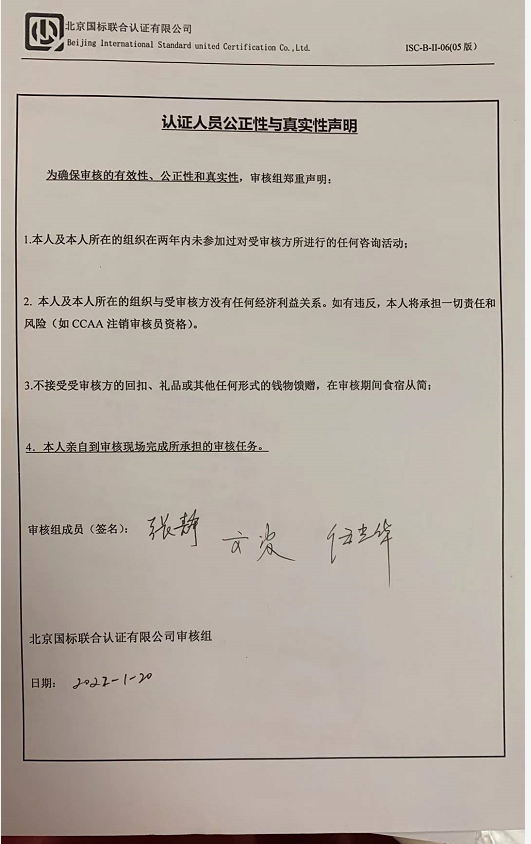 北京国标联合认证有限公司
Beijing International Standard united Certification Co.,Ltd.
ISC-B-II-06(05版)
认证人员公正性与真实性声明
为确保审核的有效性、公正性和真实性，审核组郑重声明：
1.本人及本人所在的组织在两年内未参加过对受审核方所进行的任何咨询活动；
2. 本人及本人所在的组织与受审核方没有任何经济利益关系。如有违反，本人将承担一切责任和
风险（如 CCAA 注销审核员资格）。
3.不接受受审核方的回扣、礼品或其他任何形式的钱物馈赠，在审核期间食宿从简；
4．本人亲自到审核现场完成所承担的审核任务。
审核组成员（签名）： 张静
北京国标联合认证有限公司审核组
日期： 2022-1-20